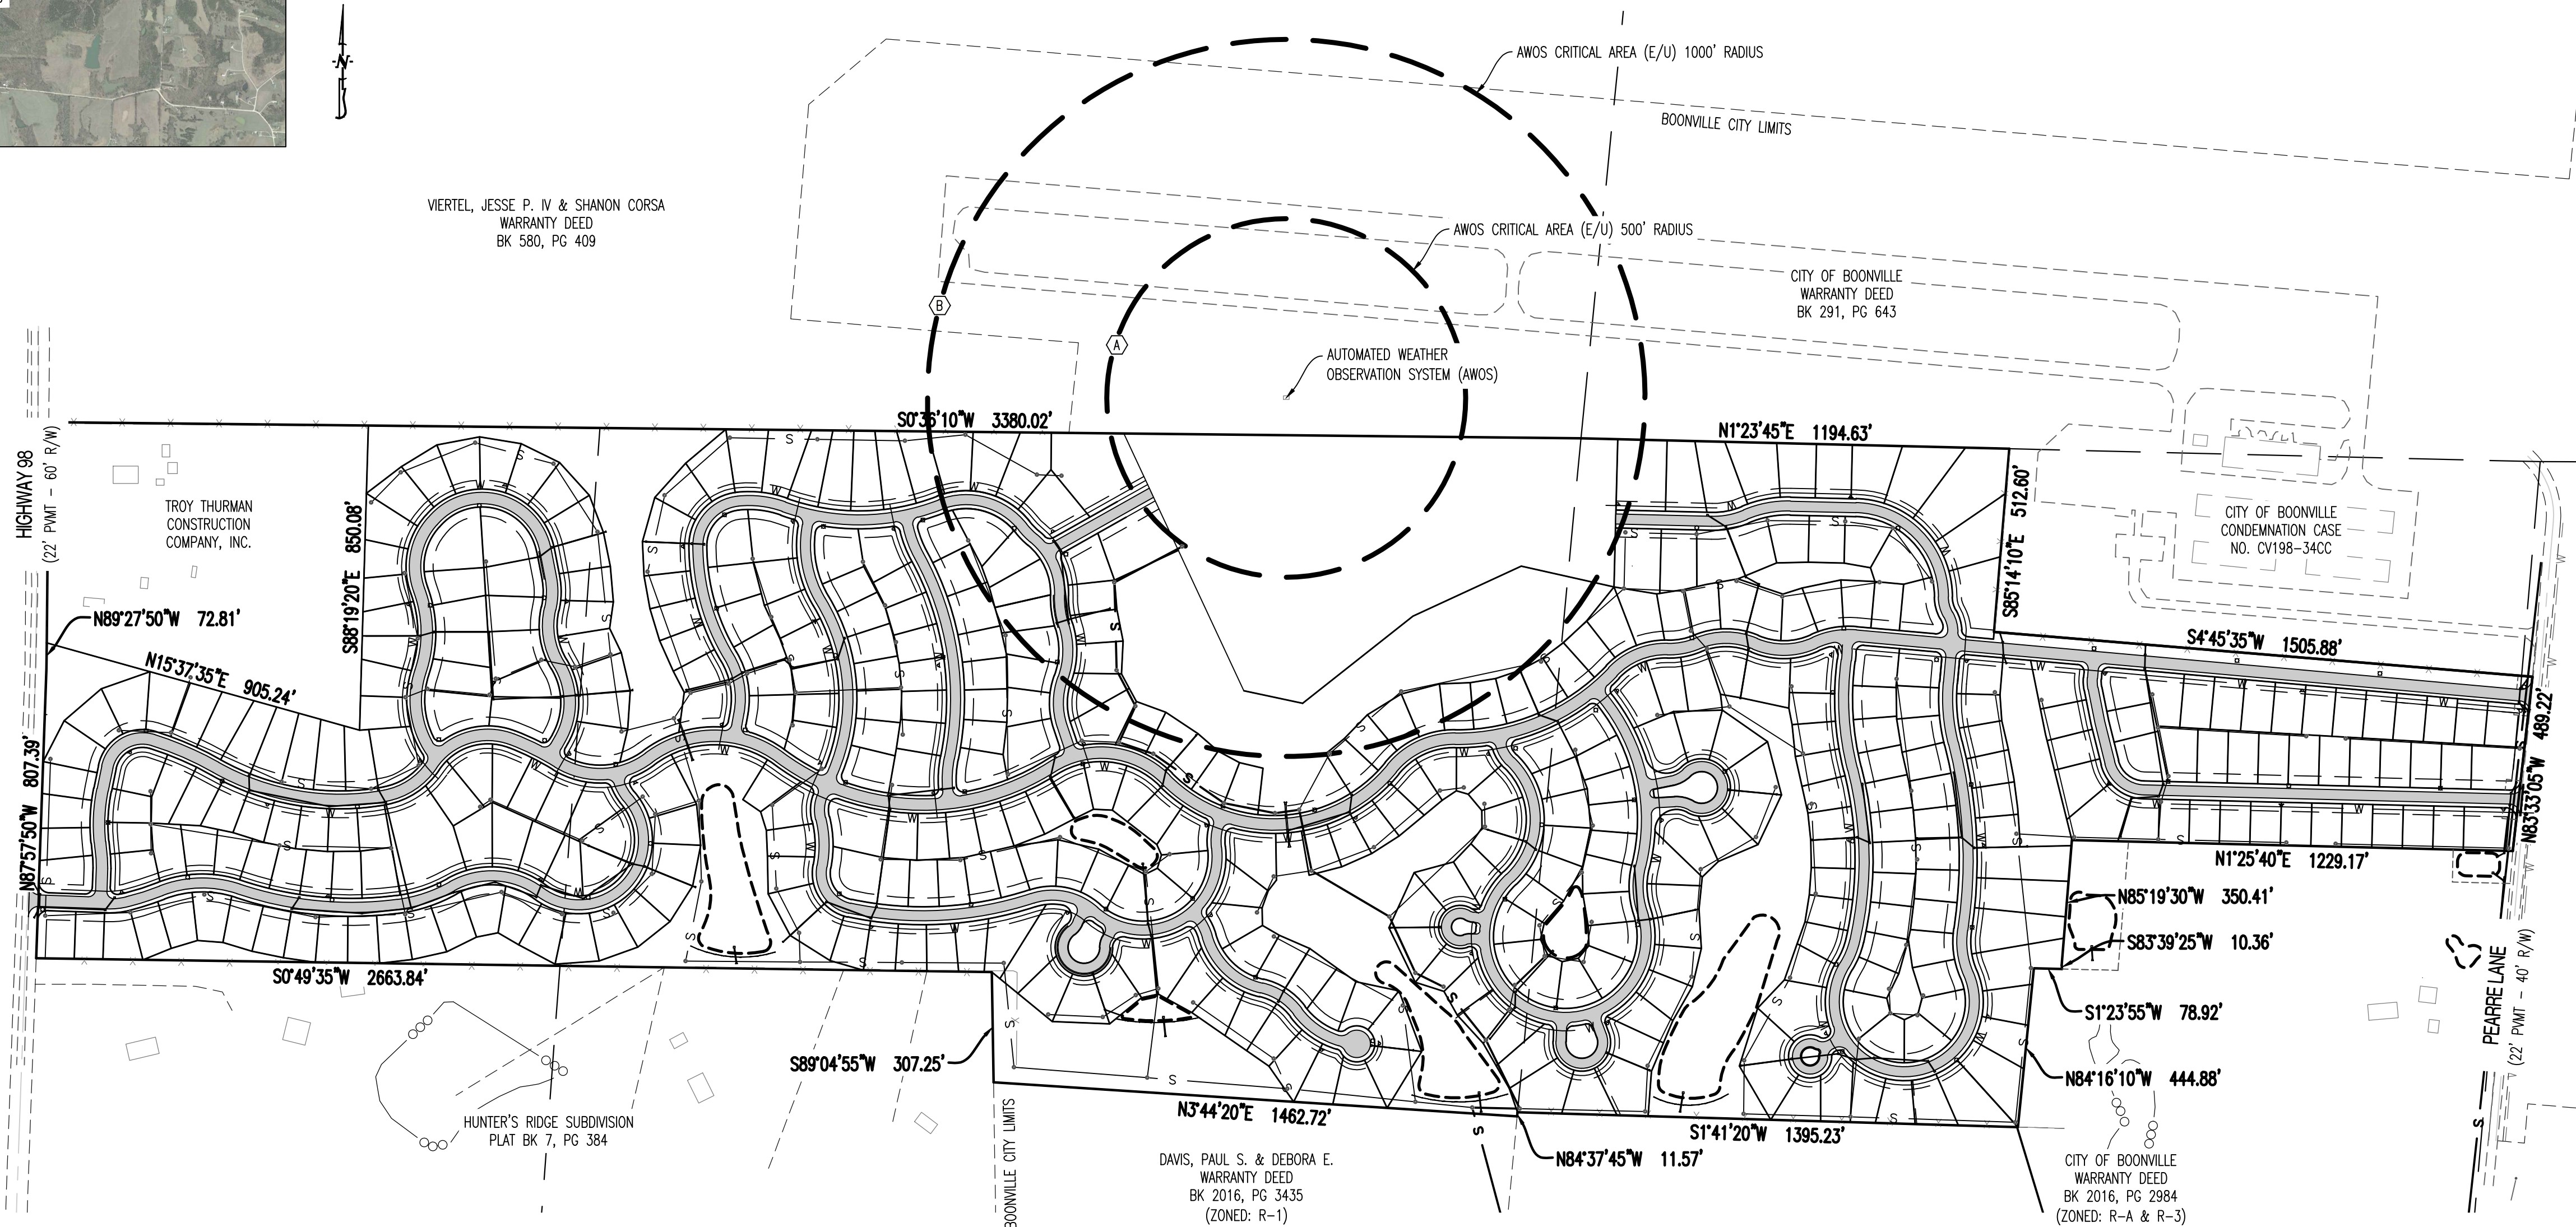 N
AWOS CRITICAL AREA (E/U) 1000' RADIUS
BOONVILLE CITY LIMITS
VIERTEL, JESSE P. IV & SHANON CORSA
WARRANTY DEED
BK 580, PG 409
AWOS CRITICAL AREA (E/U) 500' RADIUS
CITY OF BOONVILLE
WARRANTY DEED
BK 291, PG 643
B
A
AUTOMATED WEATHER
OBSERVATION SYSTEM (AWOS)
S0°36'10"W 3380.02'
N1°23'45"E 1194.63'
HIGHWAY 98
(22' PVMT - 60' R/W)
TROY THURMAN
CONSTRUCTION
COMPANY, INC.
S88°19'20"E 850.08'
S85°14'10"E 512.60'
CITY OF BOONVILLE
CONDEMNATION CASE
NO. CV198-34CC
N89°27'50"W 72.81'
N15°37'35"E 905.24'
S4°45'35"W 1505.88'
N87°57'50"W 807.39'
N83°33'05"W 489.22'
N1°25'40"E 1229.17'
N85°19'30"W 350.41'
S83°39'25"W 10.36'
S0°49'35"W 2663.84'
S1°23'55"W 78.92'
PEARRE LANE
(22' PVMT - 40' R/W)
S89°04'55"W 307.25'
N84°16'10"W 444.88'
HUNTER'S RIDGE SUBDIVISION
PLAT BK 7, PG 384
N3°44'20"E 1462.72'
S1°41'20"W 1395.23'
N84°37'45"W 11.57'
BOONVILLE CITY LIMITS
DAVIS, PAUL S. & DEBORA E.
WARRANTY DEED
BK 2016, PG 3435
(ZONED: R-1)
CITY OF BOONVILLE
WARRANTY DEED
BK 2016, PG 2984
(ZONED: R-A & R-3)